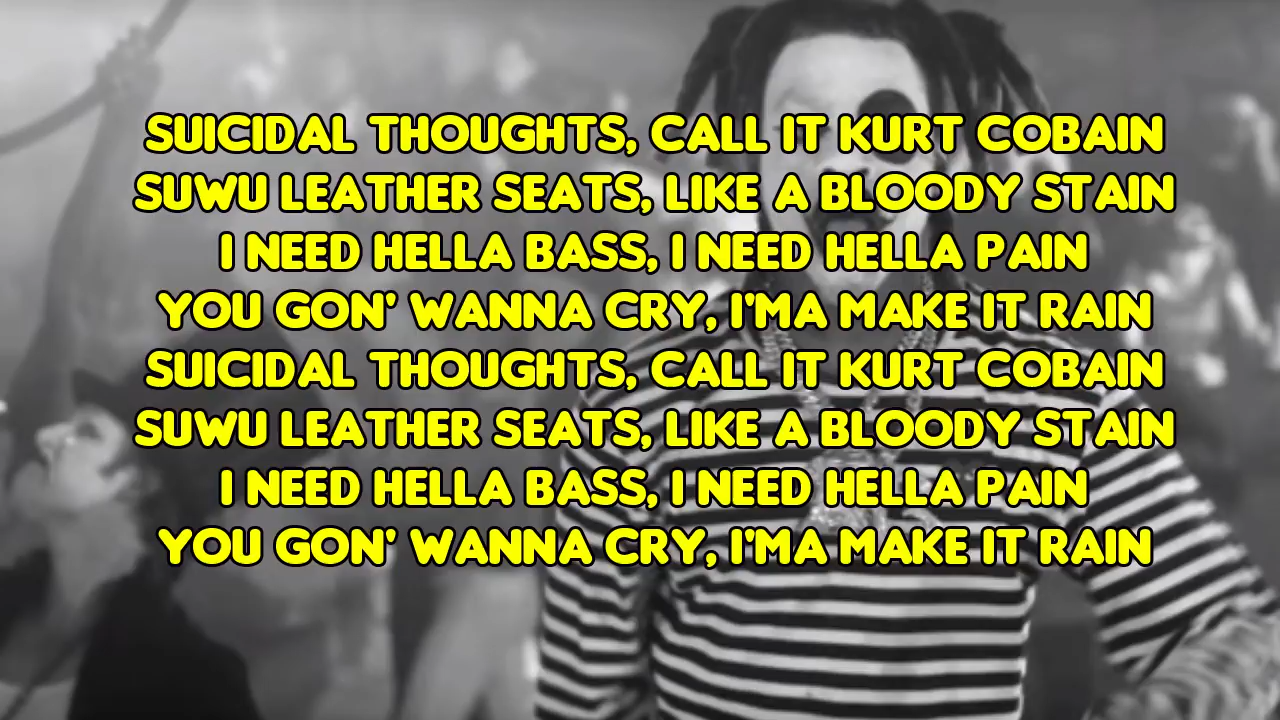 SUICIDAL THOUGHTS, CALL IT KURT COBAIN
SUWU LEATHER SEATS, LIKE A BLOODY STAIN
I NEED HELLA BASS, I NEED HELLA PAIN
YOU GON' WANNA CRY, I'MA MAKE IT RAIN
SUICIDAL THOUGHTS, CALL IT KURT COBAIN
SUWU LEATHER SEATS, LIKE A BLOODY STAIN
I NEED HELLA BASS, I NEED HELLA PAIN
YOU GON' WANNA CRY, I'MA MAKE IT RAIN